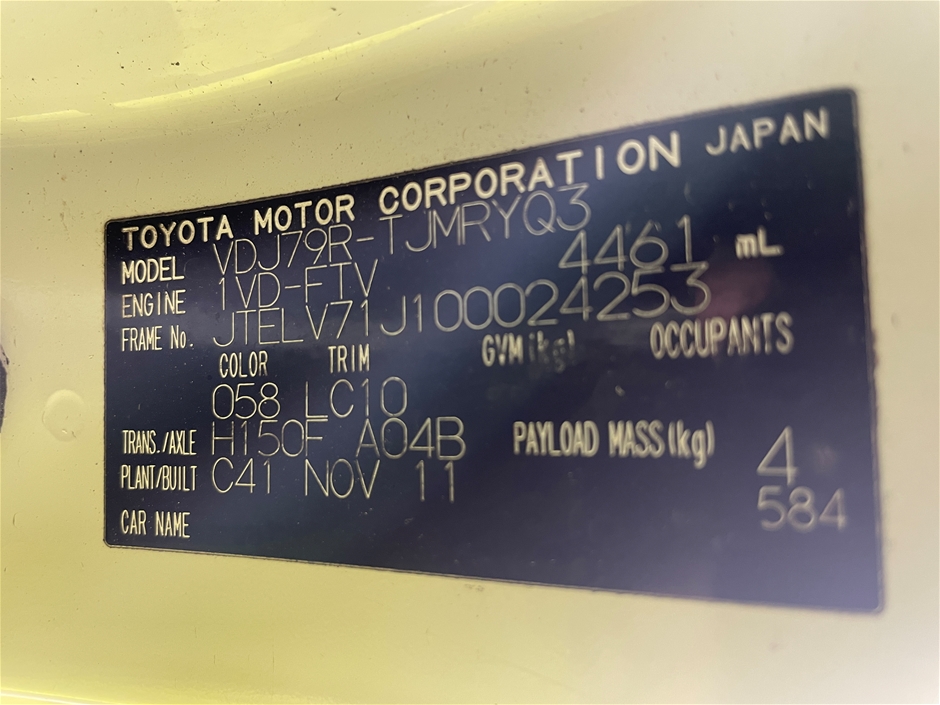 TOYOTA MOTOR CORPORATION JAPAN
MODEL VDJ79R-TJMRYQ3
ENGINE 1VD-FTV 4461 mL
FRAME No. JTELV71J100024253
COLOR TRIM GVM(kg) OCCUPANTS
058 LC10
TRANS./AXLE H150F A04B PAYLOAD MASS(kg) 4
PLANT/BUILT C41 NOV 11 584
CAR NAME